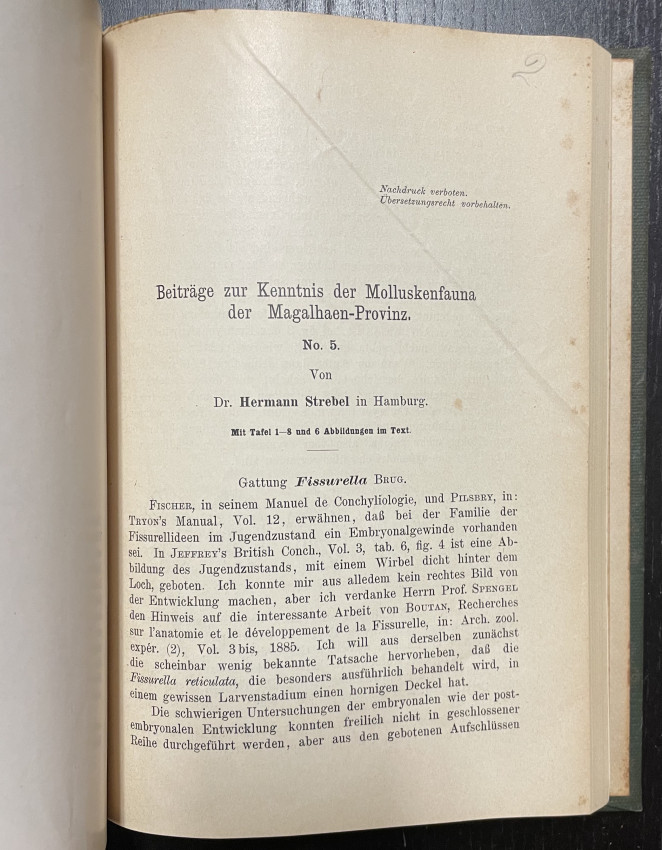 2
Nachdruck verboten.
Übersetzungsrecht vorbehalten.
Beiträge zur Kenntnis der Molluskenfauna
der Magalhaen-Provinz.
No. 5.
Von
Dr. Hermann Strebel in Hamburg.
Mit Tafel 1—8 und 6 Abbildungen im Text.
Gattung Fissurella BRUG.
FISCHER, in seinem Manuel de Conchyliologie, und PILSBRY, in:
TRYON'S Manual, Vol. 12, erwähnen, daß bei der Familie der
Fissurellideen im Jugendzustand ein Embryonalgewinde vorhanden
sei. In JEFFREY'S British Conch., Vol. 3, tab. 6, fig. 4 ist eine Ab-
bildung des Jugendzustands, mit einem Wirbel dicht hinter dem
Loch, geboten. Ich konnte mir aus alledem kein rechtes Bild von
der Entwicklung machen, aber ich verdanke Herrn Prof. SPENGEL
den Hinweis auf die interessante Arbeit von BOUTAN, Recherches
sur l'anatomie et le développement de la Fissurelle, in: Arch. zool.
expér. (2), Vol. 3 bis, 1885. Ich will aus derselben zunächst
die scheinbar wenig bekannte Tatsache hervorheben, daß die
Fissurella reticulata, die besonders ausführlich behandelt wird, in
einem gewissen Larvenstadium einen hornigen Deckel hat.
Die schwierigen Untersuchungen der embryonalen wie der post-
embryonalen Entwicklung konnten freilich nicht in geschlossener
Reihe durchgeführt werden, aber aus den gebotenen Aufschlüssen